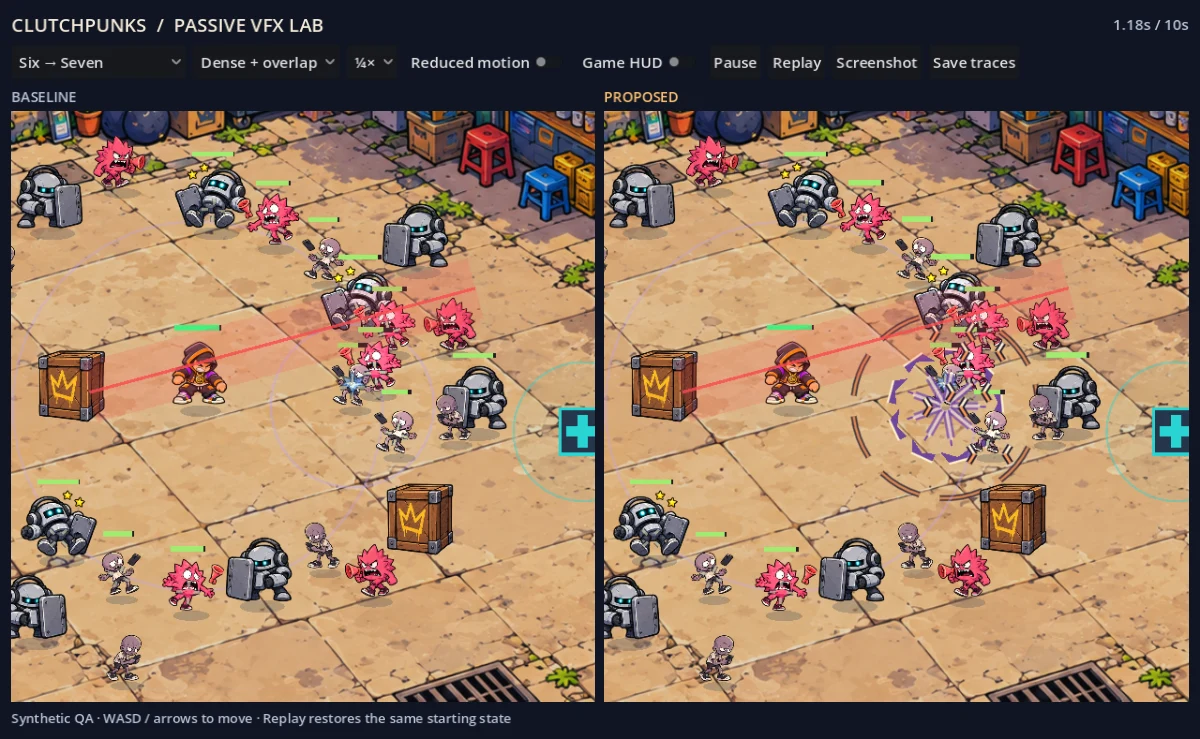 CLUTCHPUNKS / PASSIVE VFX LAB
1.18s / 10s
Six → Seven Dense + overlap ¼× Reduced motion Game HUD Pause Replay Screenshot Save traces
BASELINE
PROPOSED
Synthetic QA · WASD / arrows to move · Replay restores the same starting state